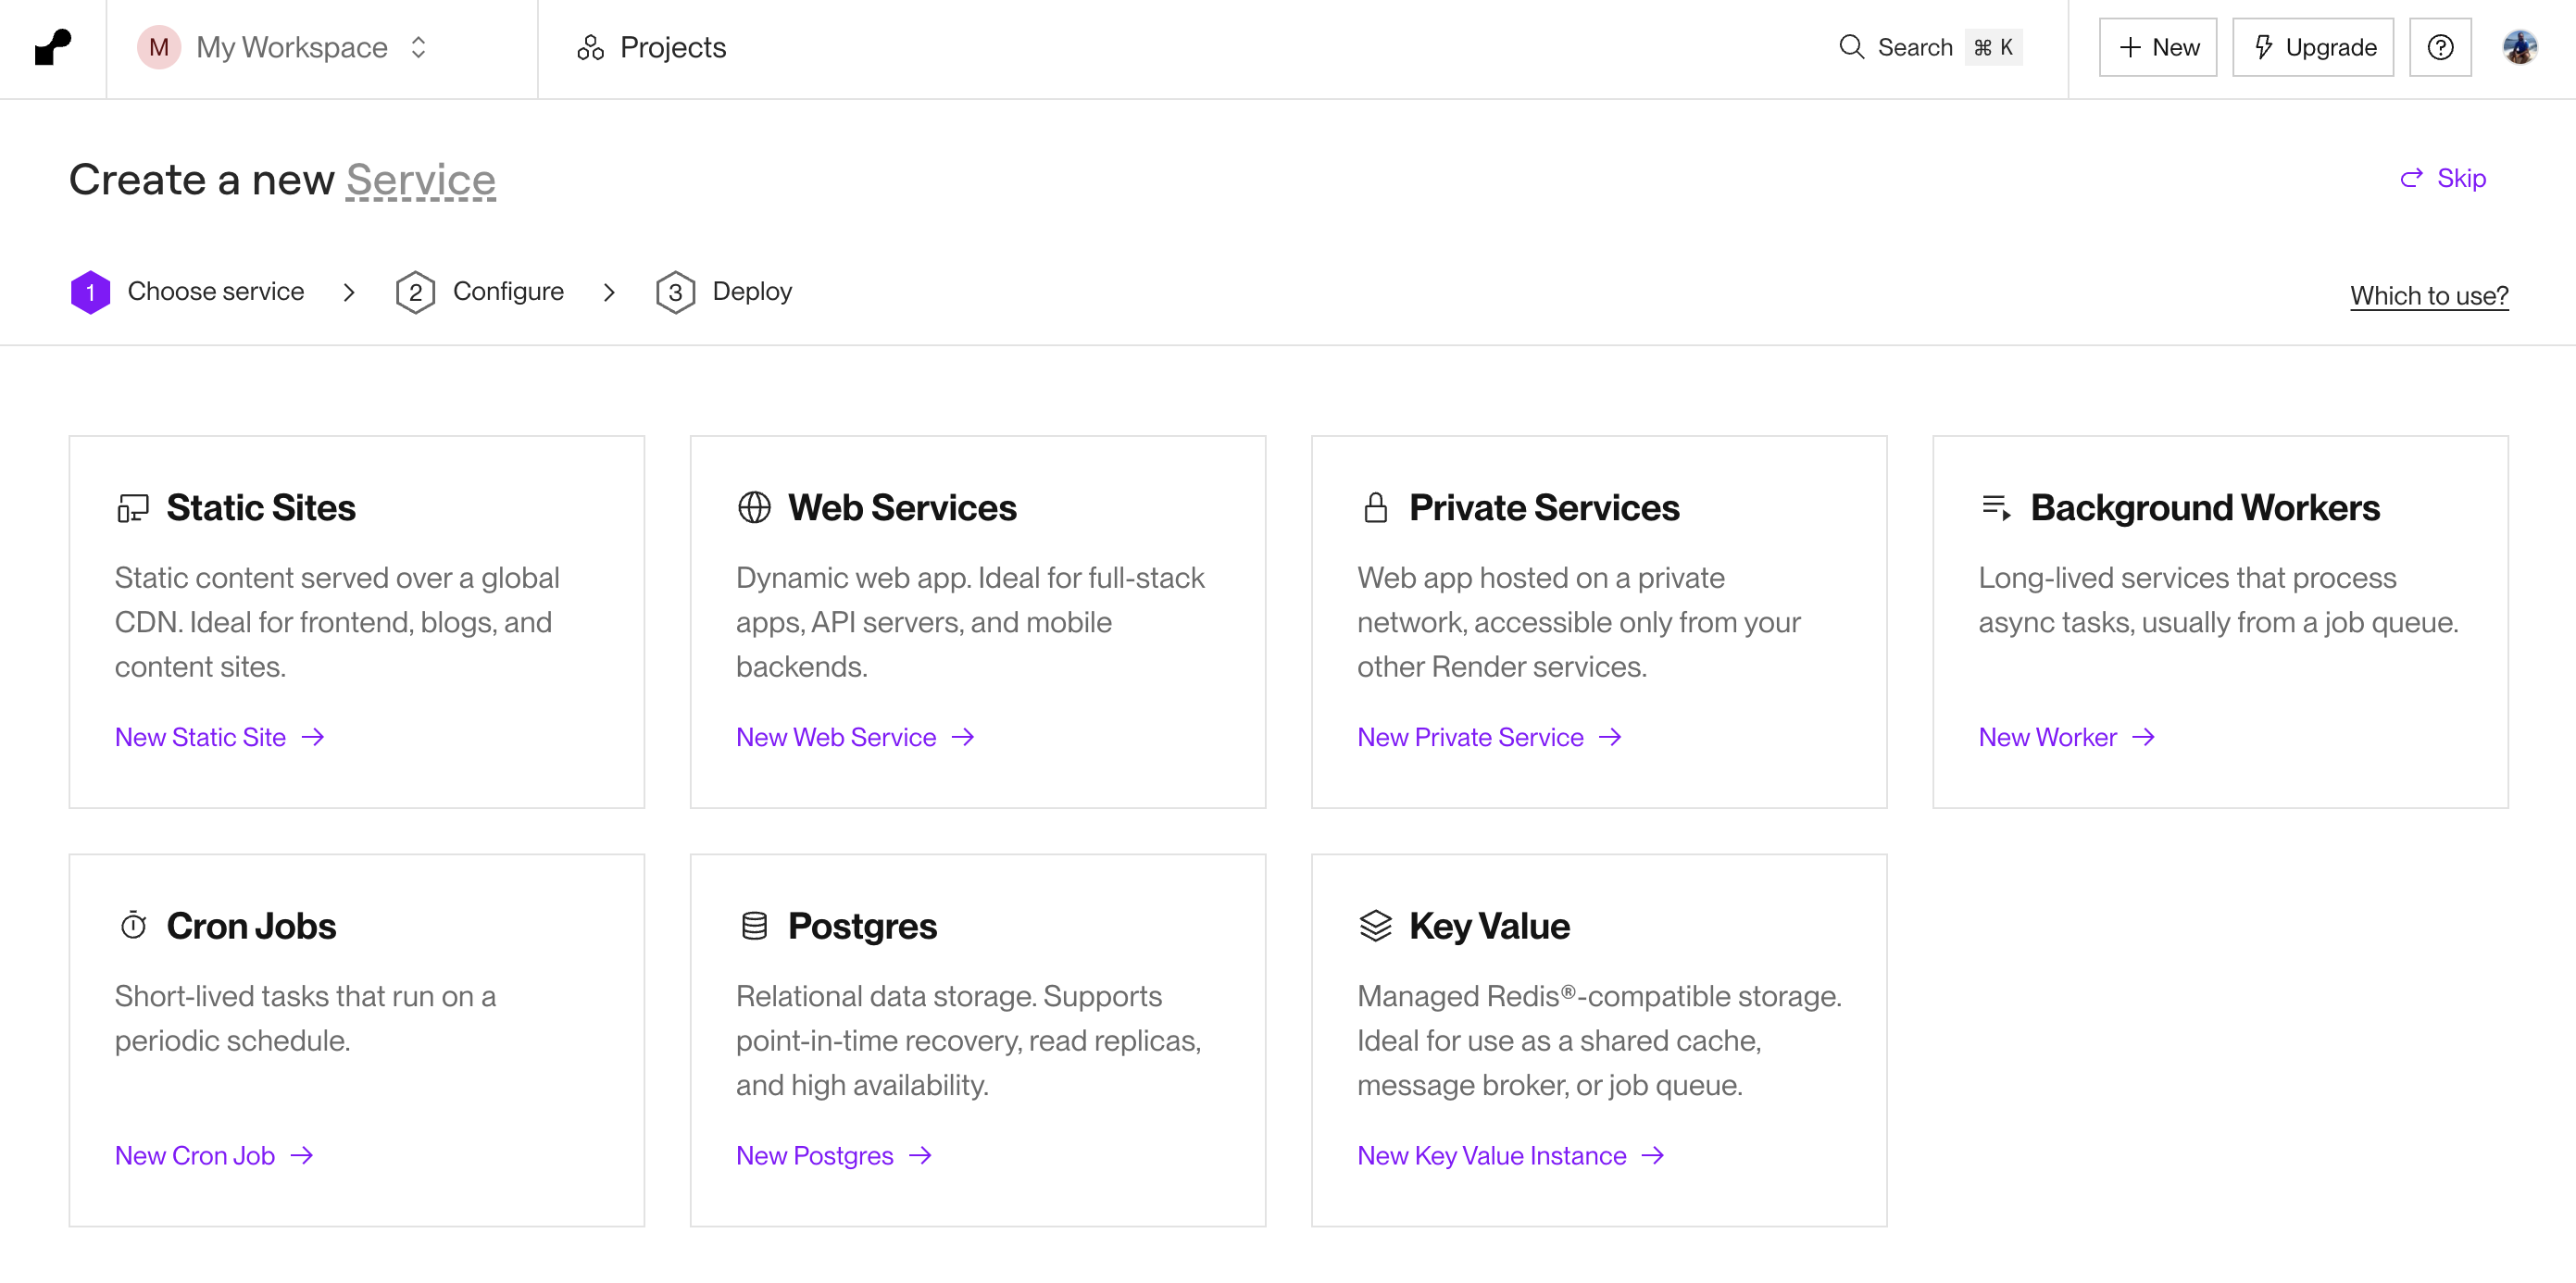 M My Workspace
Projects
Search ⌘ K
+ New
Upgrade
?
Create a new Service
Skip
1 Choose service > 2 Configure > 3 Deploy
Which to use?
Static Sites
Static content served over a global
CDN. Ideal for frontend, blogs, and
content sites.
New Static Site →
Web Services
Dynamic web app. Ideal for full-stack
apps, API servers, and mobile
backends.
New Web Service →
Private Services
Web app hosted on a private
network, accessible only from your
other Render services.
New Private Service →
Background Workers
Long-lived services that process
async tasks, usually from a job queue.
New Worker →
Cron Jobs
Short-lived tasks that run on a
periodic schedule.
New Cron Job →
Postgres
Relational data storage. Supports
point-in-time recovery, read replicas,
and high availability.
New Postgres →
Key Value
Managed Redis®-compatible storage.
Ideal for use as a shared cache,
message broker, or job queue.
New Key Value Instance →